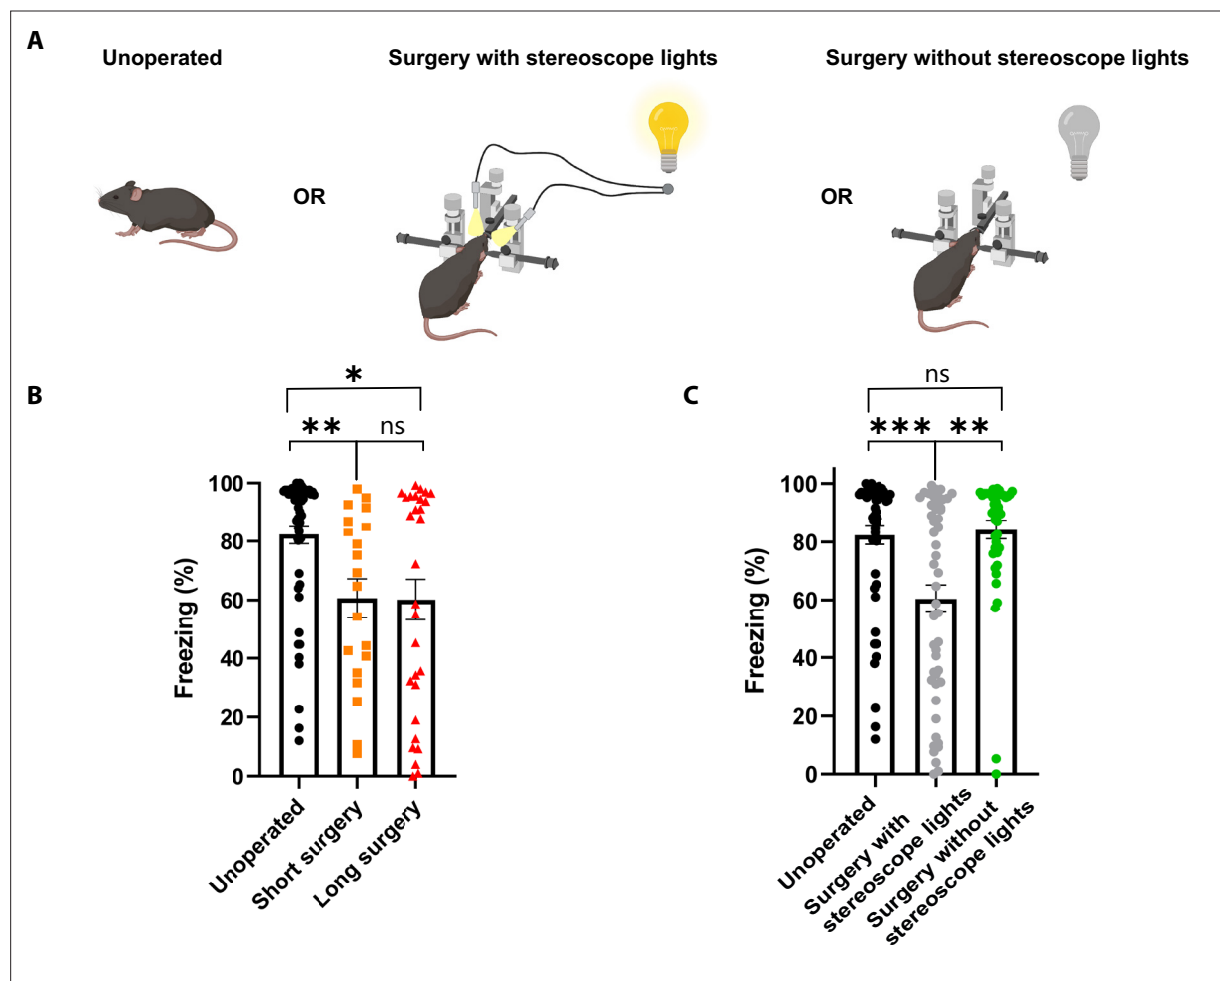 A
Unoperated
Surgery with stereoscope lights
Surgery without stereoscope lights
OR
OR
B
*
** ns
Freezing (%)
100
80
60
40
20
0
Unoperated
Short surgery
Long surgery
C
ns
*** **
Freezing (%)
100
80
60
40
20
0
Unoperated
Surgery with
stereoscope lights
Surgery without
stereoscope lights